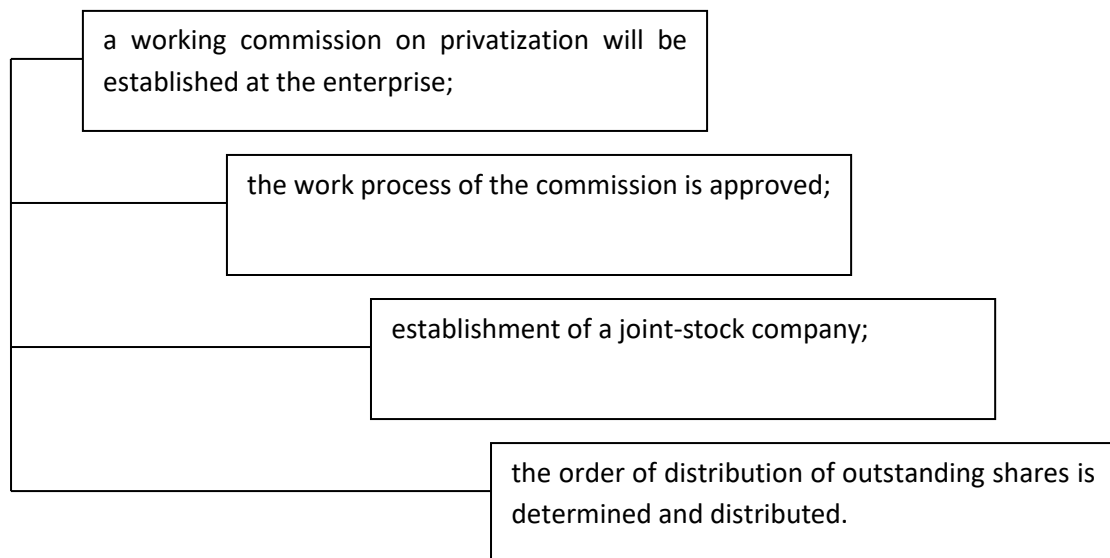 a working commission on privatization will be
established at the enterprise;
the work process of the commission is approved;
establishment of a joint-stock company;
the order of distribution of outstanding shares is
determined and distributed.